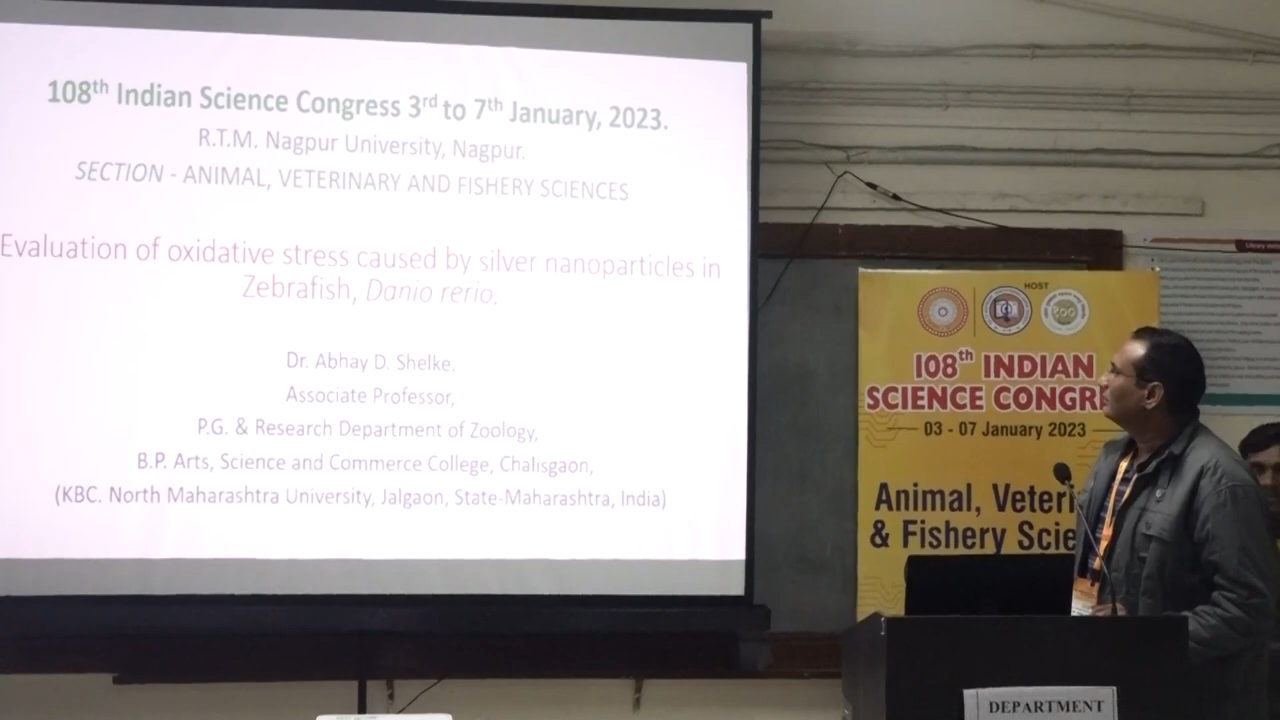 108th Indian Science Congress 3rd to 7th January, 2023.
R.T.M. Nagpur University, Nagpur.
SECTION - ANIMAL, VETERINARY AND FISHERY SCIENCES
Evaluation of oxidative stress caused by silver nanoparticles in
Zebrafish, Danio rerio.
Dr. Abhay D. Shelke.
Associate Professor,
P.G. & Research Department of Zoology,
B.P. Arts, Science and Commerce College, Chalisgaon,
(KBC. North Maharashtra University, Jalgaon, State-Maharashtra, India)
HOST
108th INDIAN
SCIENCE CONGR
03 - 07 January 2023
Animal, Veter
& Fishery Scie
Library
DEPARTMENT